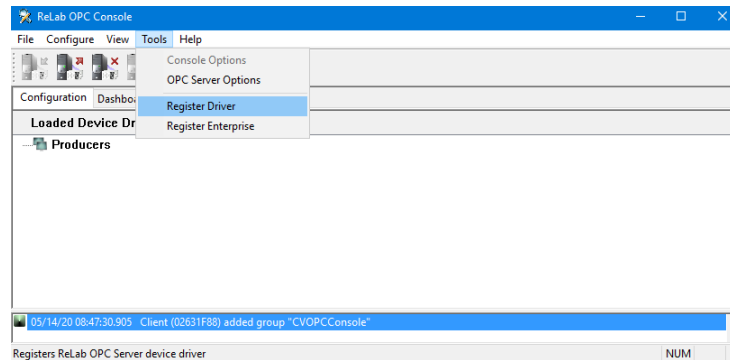 ReLab OPC Console
File Configure View Tools Help
Console Options
OPC Server Options
Configuration Dashbo
Register Driver
Loaded Device Dr
Register Enterprise
Producers
05/14/20 08:47:30.905 Client (02631F88) added group "CVOPCConsole"
Registers ReLab OPC Server device driver NUM